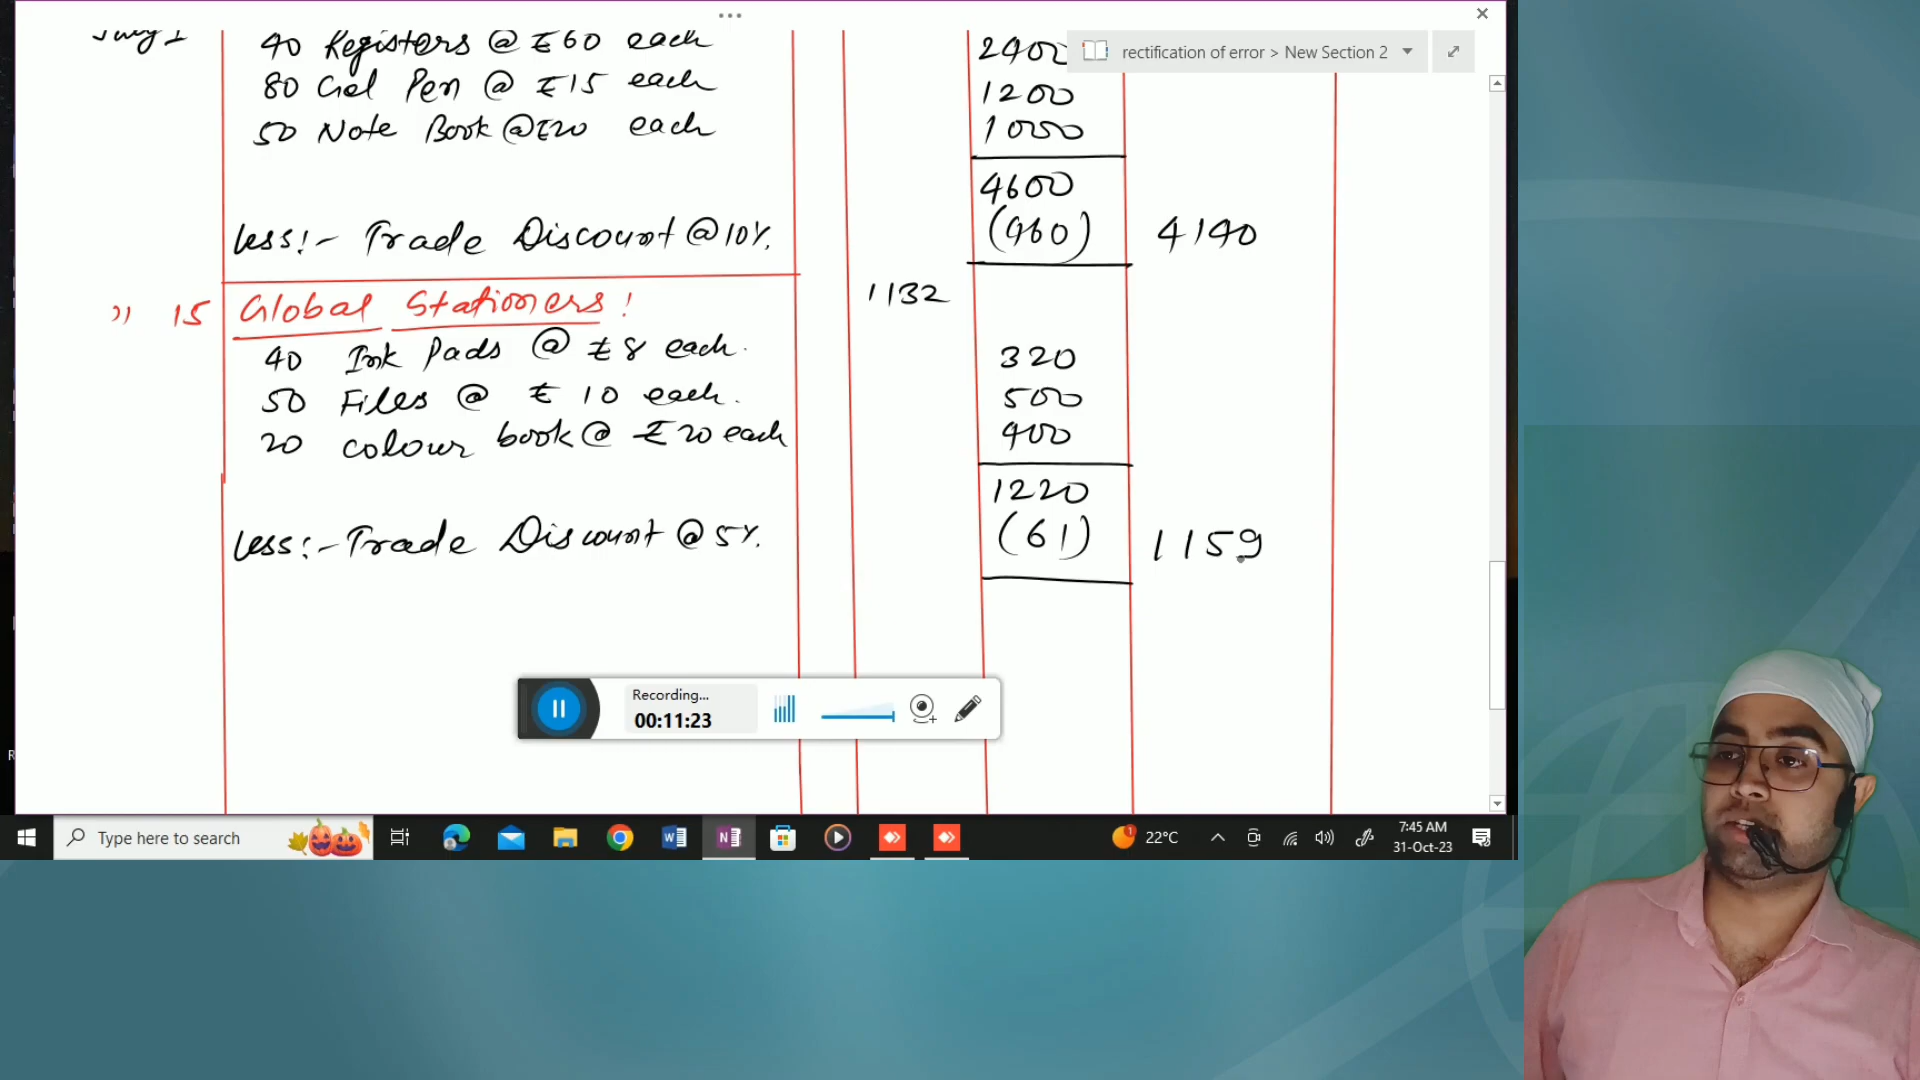 rectification of error > New Section 2
July 1
40 Registers @ ₹60 each 2400
80 Gel Pen @ ₹15 each 1200
50 Note Book @ ₹20 each 1000
4600
Less:- Trade Discount @ 10%. (460) 4140
" 15 Global Stationers: 1132
40 Ink Pads @ ₹8 each. 320
50 Files @ ₹10 each. 500
20 colour book @ ₹20 each 400
1220
Less:- Trade Discount @ 5%. (61) 1159
Recording...
00:11:23
Type here to search
22°C
7:45 AM
31-Oct-23